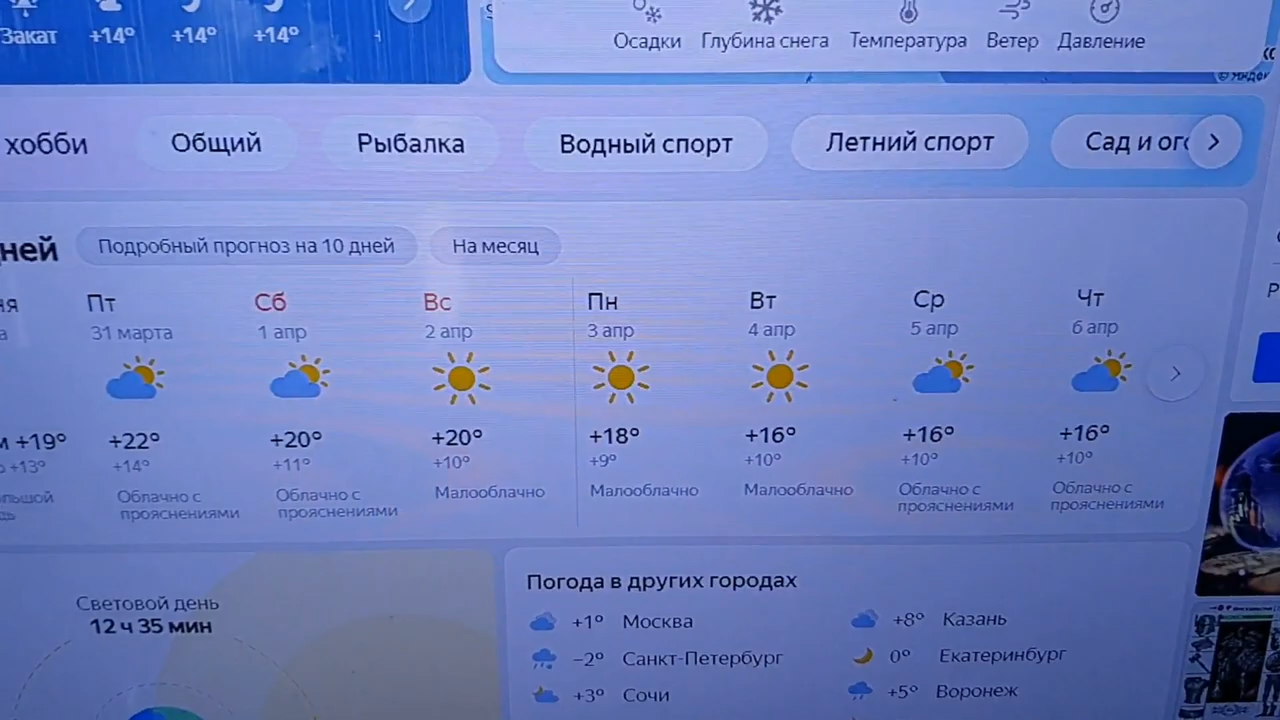 Закат +14° +14° +14°
Осадки Глубина снега Температура Ветер Давление
хобби Общий Рыбалка Водный спорт Летний спорт Сад и ого
дней Подробный прогноз на 10 дней На месяц
Пт Сб Вс Пн Вт Ср Чт
31 марта 1 апр 2 апр 3 апр 4 апр 5 апр 6 апр
+19° +22° +20° +20° +18° +16° +16° +16°
+13° +14° +11° +10° +9° +10° +10° +10°
Облачно с Облачно с Малооблачно Малооблачно Малооблачно Облачно с Облачно с
прояснениями прояснениями прояснениями прояснениями
Световой день
12 ч 35 мин
Погода в других городах
+1° Москва +8° Казань
−2° Санкт-Петербург 0° Екатеринбург
+3° Сочи +5° Воронеж